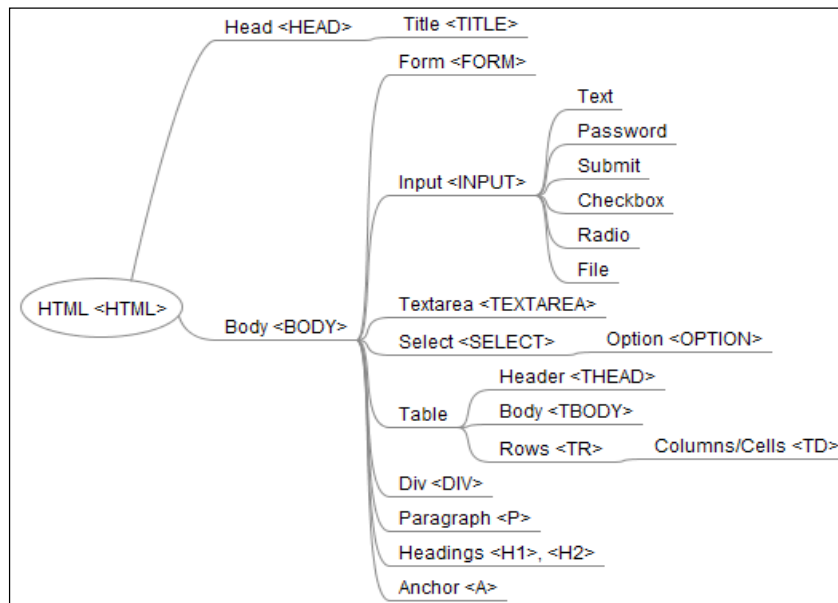 Head <HEAD>
Title <TITLE>
Form <FORM>
Text
Password
Input <INPUT>
Submit
Checkbox
Radio
File
HTML <HTML>
Body <BODY>
Textarea <TEXTAREA>
Select <SELECT>
Option <OPTION>
Header <THEAD>
Table
Body <TBODY>
Rows <TR>
Columns/Cells <TD>
Div <DIV>
Paragraph <P>
Headings <H1>, <H2>
Anchor <A>